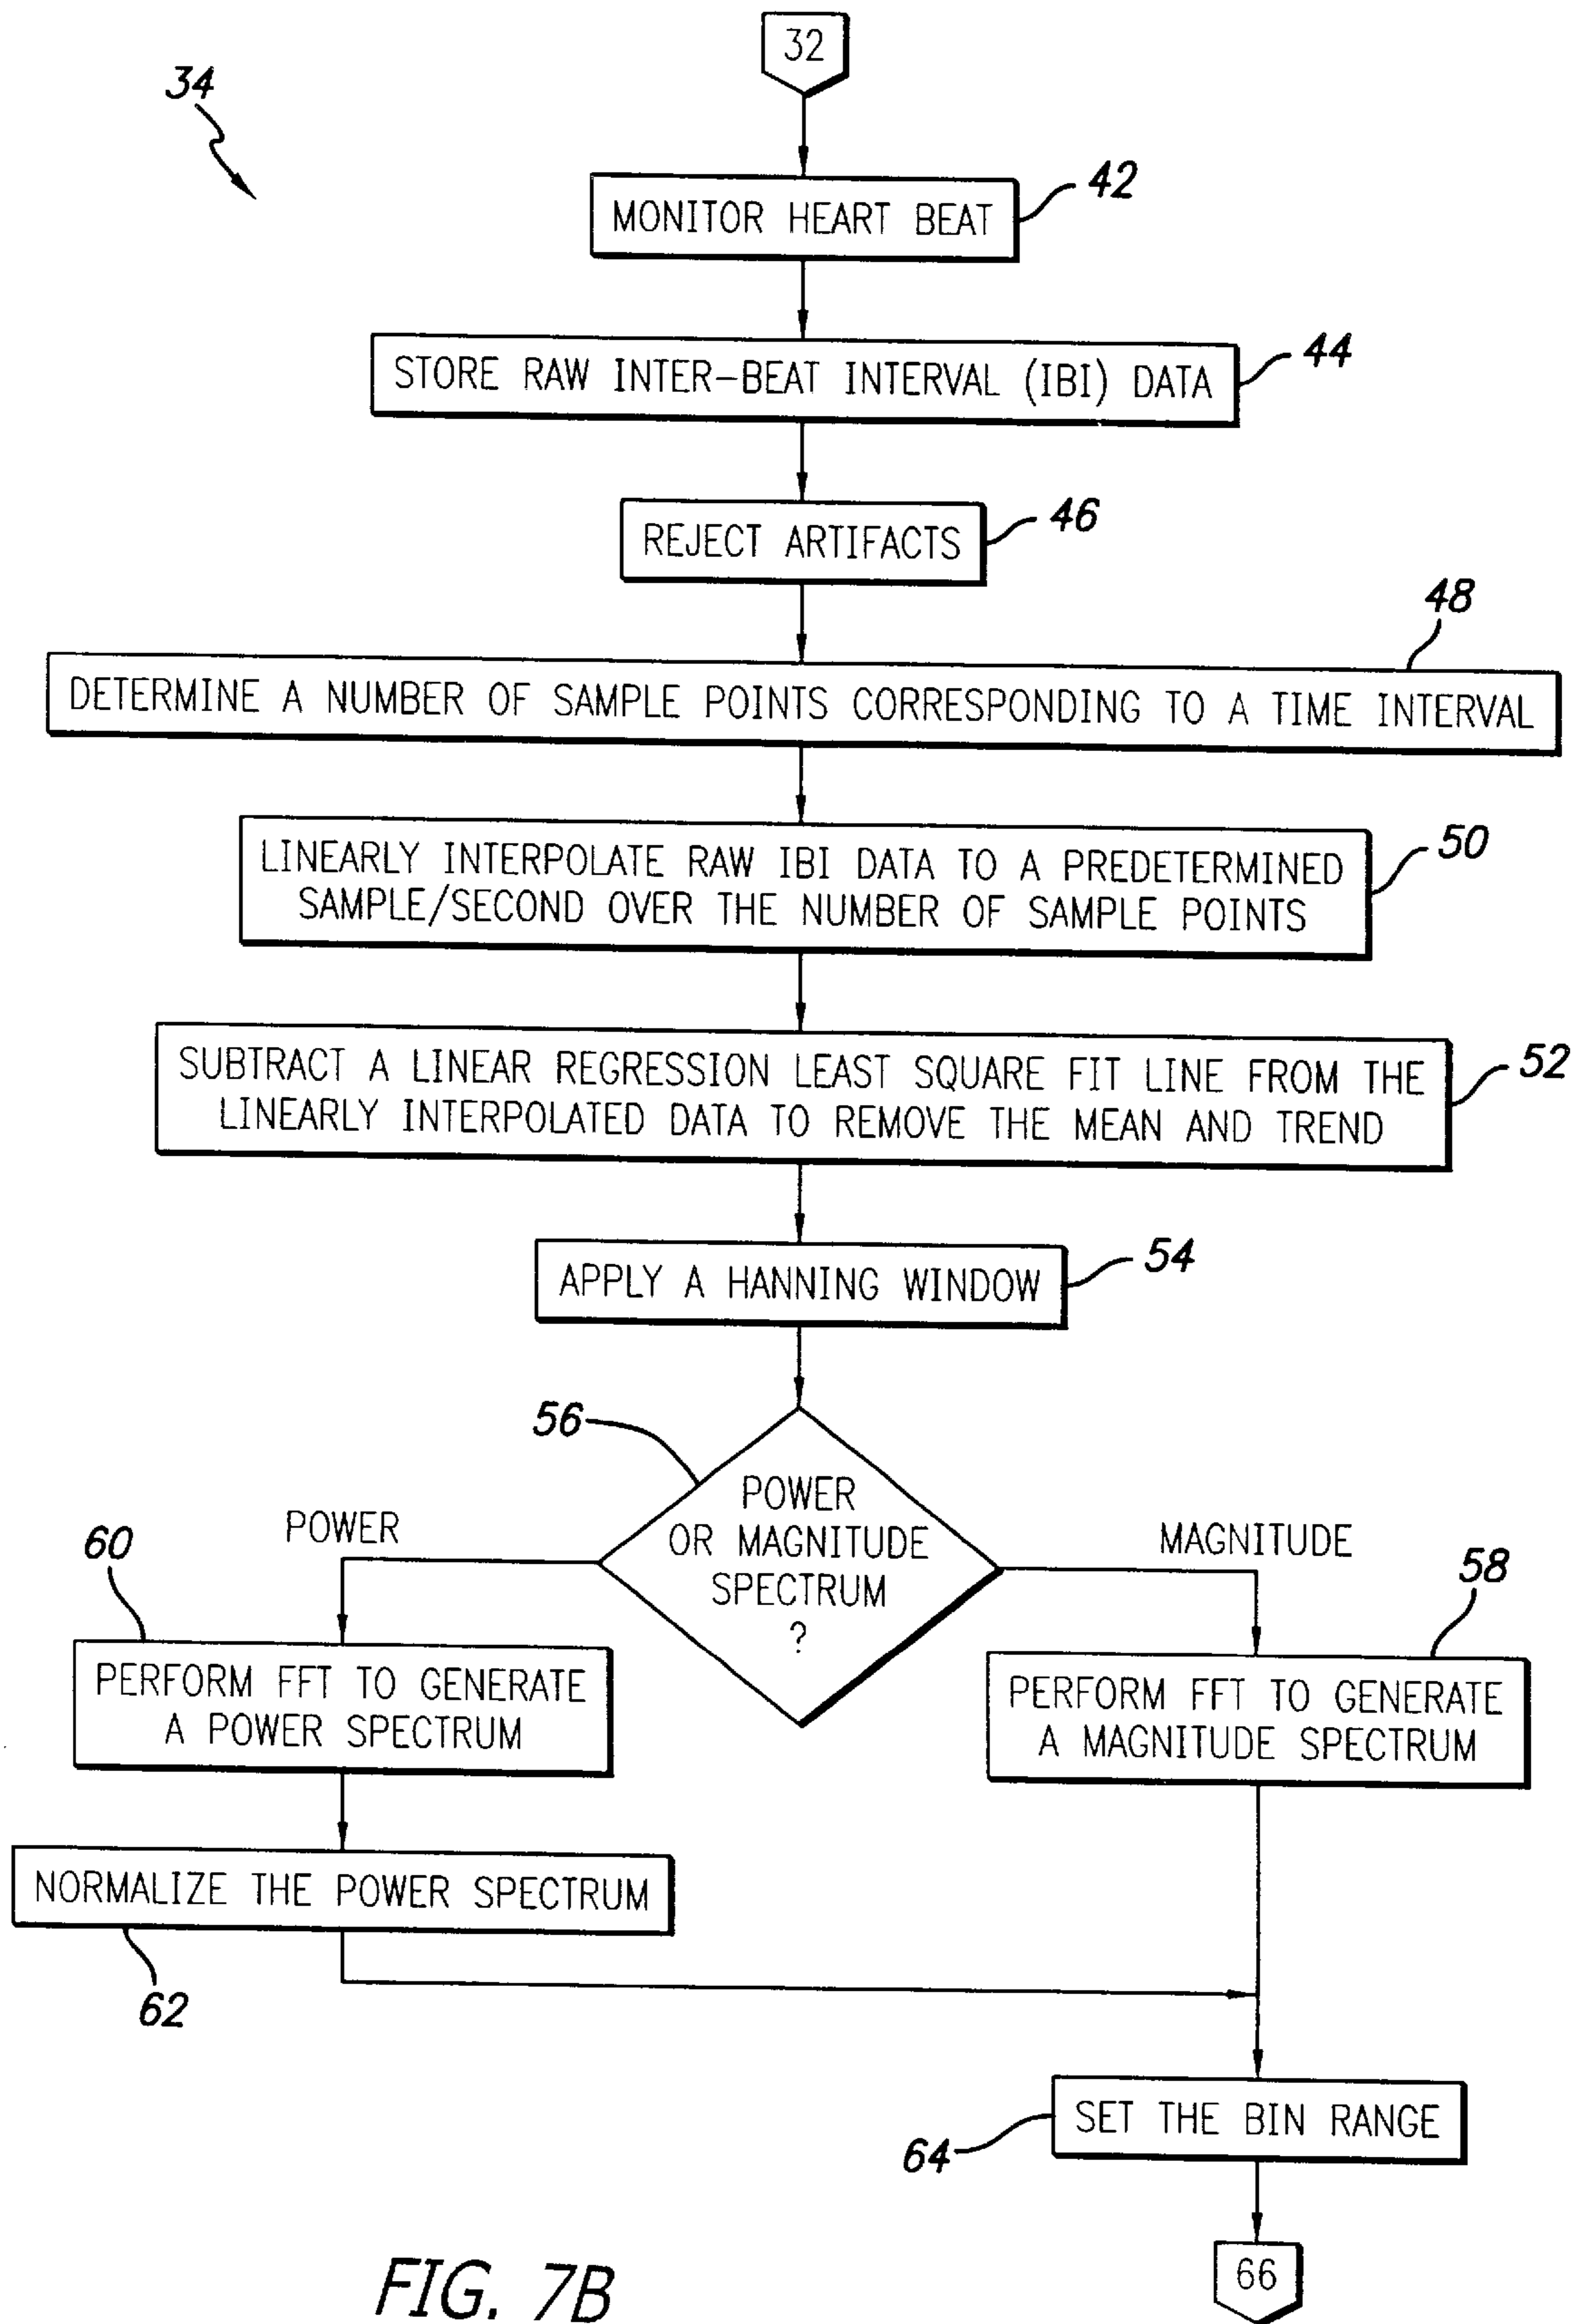 32
34
MONITOR HEART BEAT
42
STORE RAW INTER-BEAT INTERVAL (IBI) DATA
44
REJECT ARTIFACTS
46
48
DETERMINE A NUMBER OF SAMPLE POINTS CORRESPONDING TO A TIME INTERVAL
LINEARLY INTERPOLATE RAW IBI DATA TO A PREDETERMINED
SAMPLE/SECOND OVER THE NUMBER OF SAMPLE POINTS
50
SUBTRACT A LINEAR REGRESSION LEAST SQUARE FIT LINE FROM THE
LINEARLY INTERPOLATED DATA TO REMOVE THE MEAN AND TREND
52
APPLY A HANNING WINDOW
54
56
POWER
OR MAGNITUDE
SPECTRUM
?
POWER
MAGNITUDE
60
PERFORM FFT TO GENERATE
A POWER SPECTRUM
58
PERFORM FFT TO GENERATE
A MAGNITUDE SPECTRUM
NORMALIZE THE POWER SPECTRUM
62
SET THE BIN RANGE
64
66
FIG. 7B